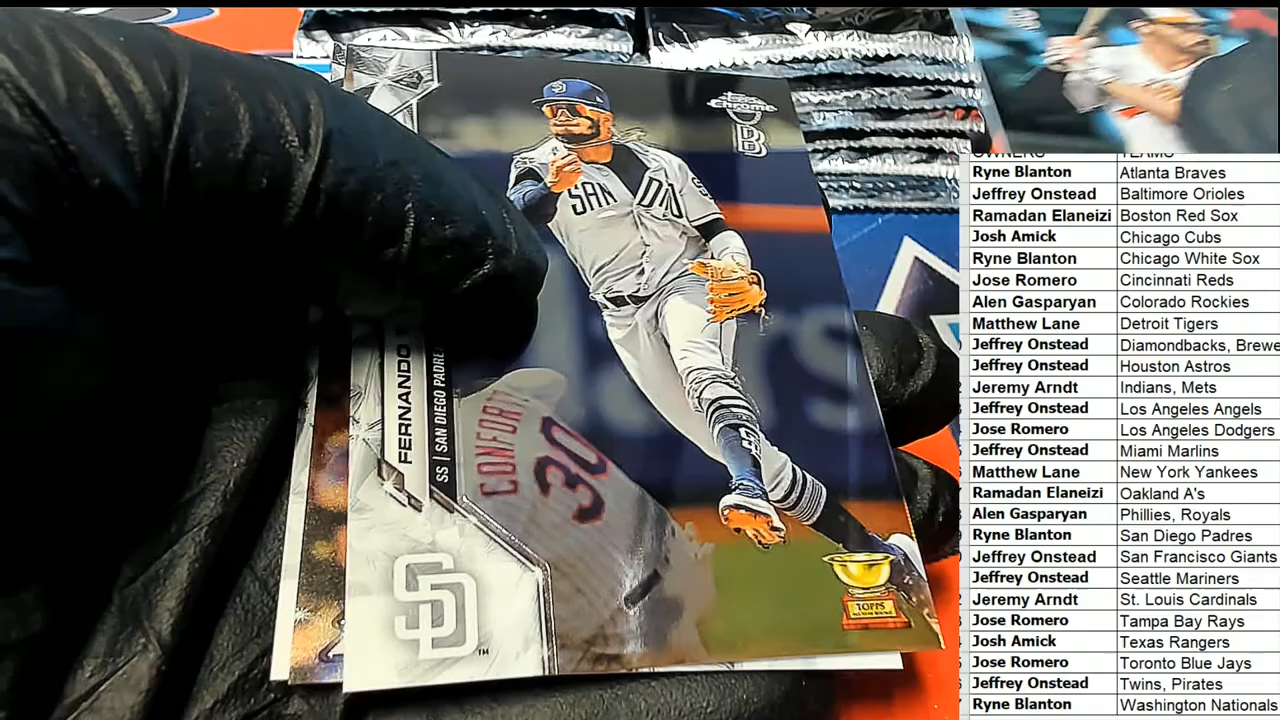 Topps
Chrome
B
SD
SAN DIEGO
FERNANDO
SS | SAN DIEGO PADRE
CONFORTO
30
SD
TM
TOPPS
OWNERS TEAMS
Ryne Blanton Atlanta Braves
Jeffrey Onstead Baltimore Orioles
Ramadan Elaneizi Boston Red Sox
Josh Amick Chicago Cubs
Ryne Blanton Chicago White Sox
Jose Romero Cincinnati Reds
Alen Gasparyan Colorado Rockies
Matthew Lane Detroit Tigers
Jeffrey Onstead Diamondbacks, Brewe
Jeffrey Onstead Houston Astros
Jeremy Arndt Indians, Mets
Jeffrey Onstead Los Angeles Angels
Jose Romero Los Angeles Dodgers
Jeffrey Onstead Miami Marlins
Matthew Lane New York Yankees
Ramadan Elaneizi Oakland A's
Alen Gasparyan Phillies, Royals
Ryne Blanton San Diego Padres
Jeffrey Onstead San Francisco Giants
Jeffrey Onstead Seattle Mariners
Jeremy Arndt St. Louis Cardinals
Jose Romero Tampa Bay Rays
Josh Amick Texas Rangers
Jose Romero Toronto Blue Jays
Jeffrey Onstead Twins, Pirates
Ryne Blanton Washington Nationals